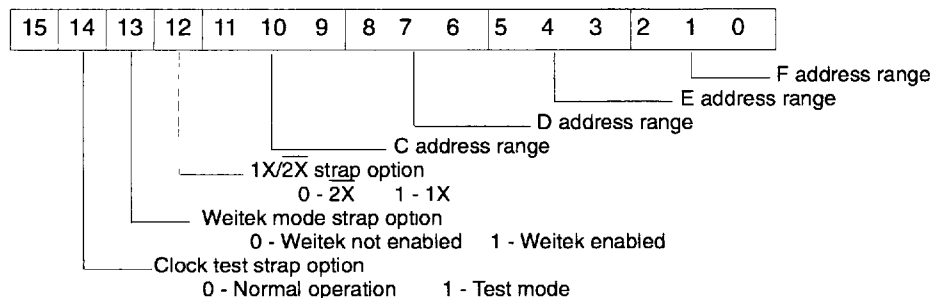 15 14 13 12 11 10 9 8 7 6 5 4 3 2 1 0
F address range
E address range
D address range
C address range
1X/2X strap option
0 - 2X 1 - 1X
Weitek mode strap option
0 - Weitek not enabled 1 - Weitek enabled
Clock test strap option
0 - Normal operation 1 - Test mode